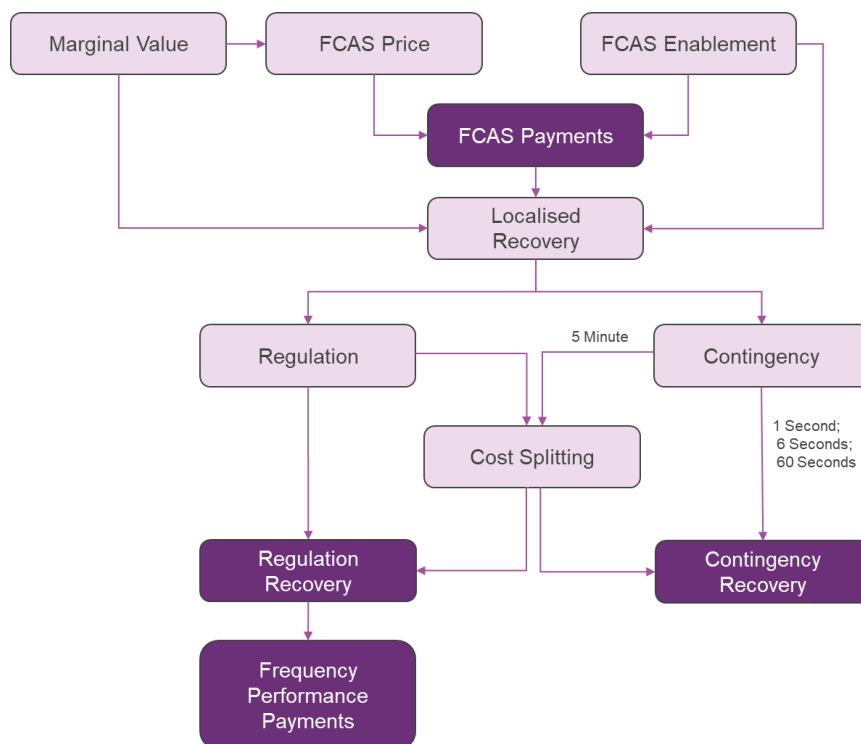 Marginal Value
FCAS Price
FCAS Enablement
FCAS Payments
Localised
Recovery
Regulation
5 Minute
Contingency
1 Second;
6 Seconds;
60 Seconds
Cost Splitting
Regulation
Recovery
Contingency
Recovery
Frequency
Performance
Payments